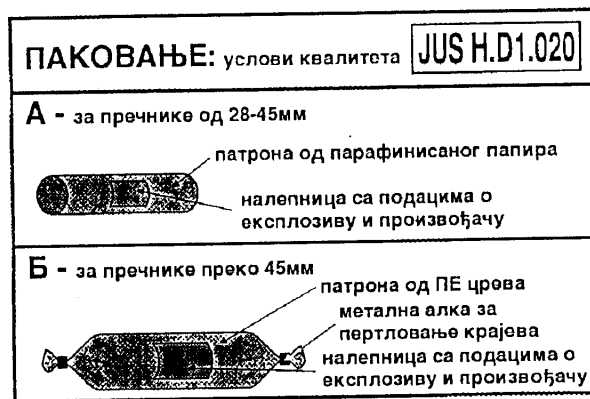 ПАКОВАЊЕ: услови квалитета JUS H.D1.020
А - за пречнике од 28-45мм
патрона од парафинисаног папира
налепница са подацима о
експлозиву и произвођачу
Б - за пречнике преко 45мм
патрона од ПЕ црева
метална алка за
пертловање крајева
налепница са подацима о
експлозиву и произвођачу